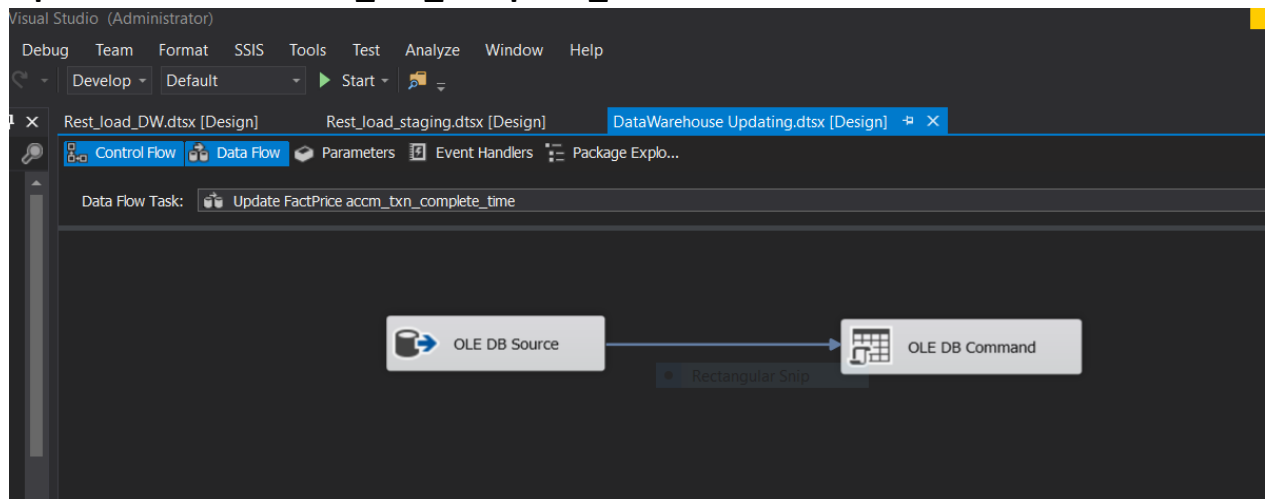 Visual Studio (Administrator)
Debug Team Format SSIS Tools Test Analyze Window Help
Develop Default Start
Rest_load_DW.dtsx [Design] Rest_load_staging.dtsx [Design] DataWarehouse Updating.dtsx [Design]
Control Flow Data Flow Parameters Event Handlers Package Explo...
Data Flow Task: Update FactPrice accm_txn_complete_time
OLE DB Source
OLE DB Command
Rectangular Snip